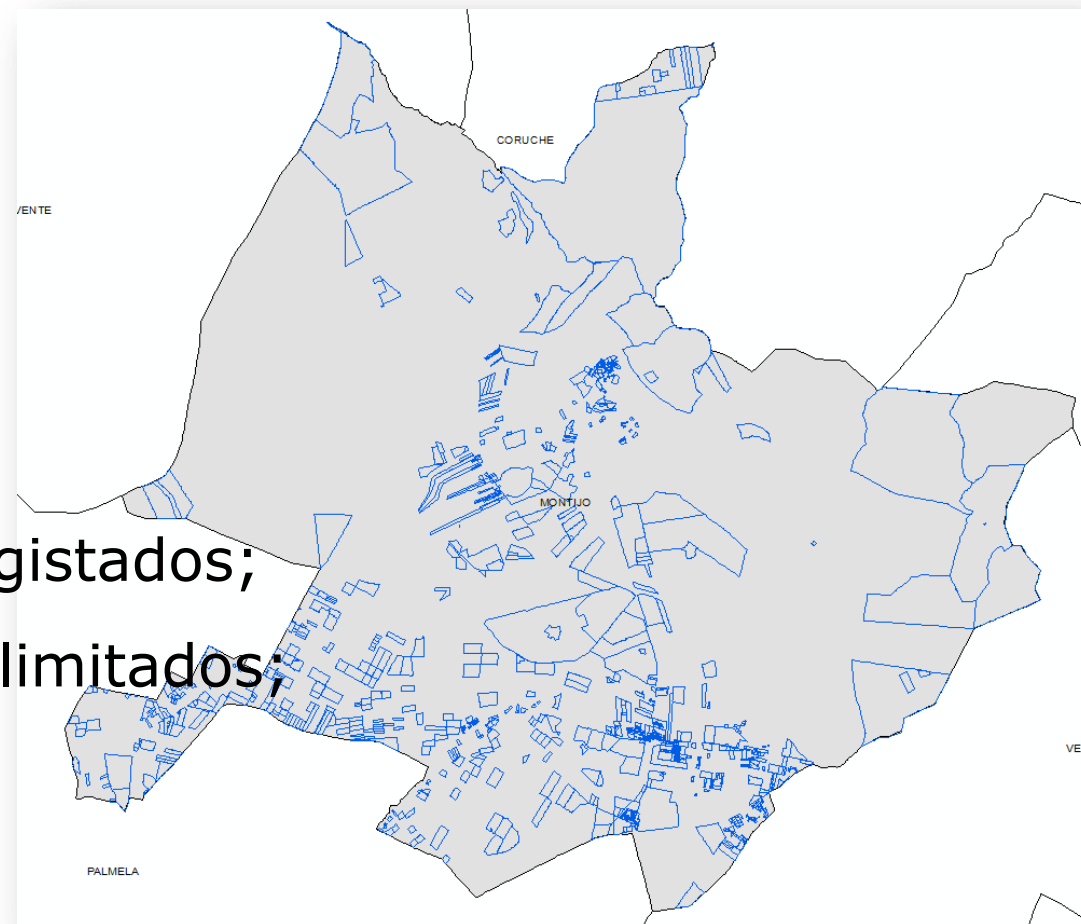 CORUCHE
VENTE
MONTIJO
gistados;
limitados;
VE
PALMELA